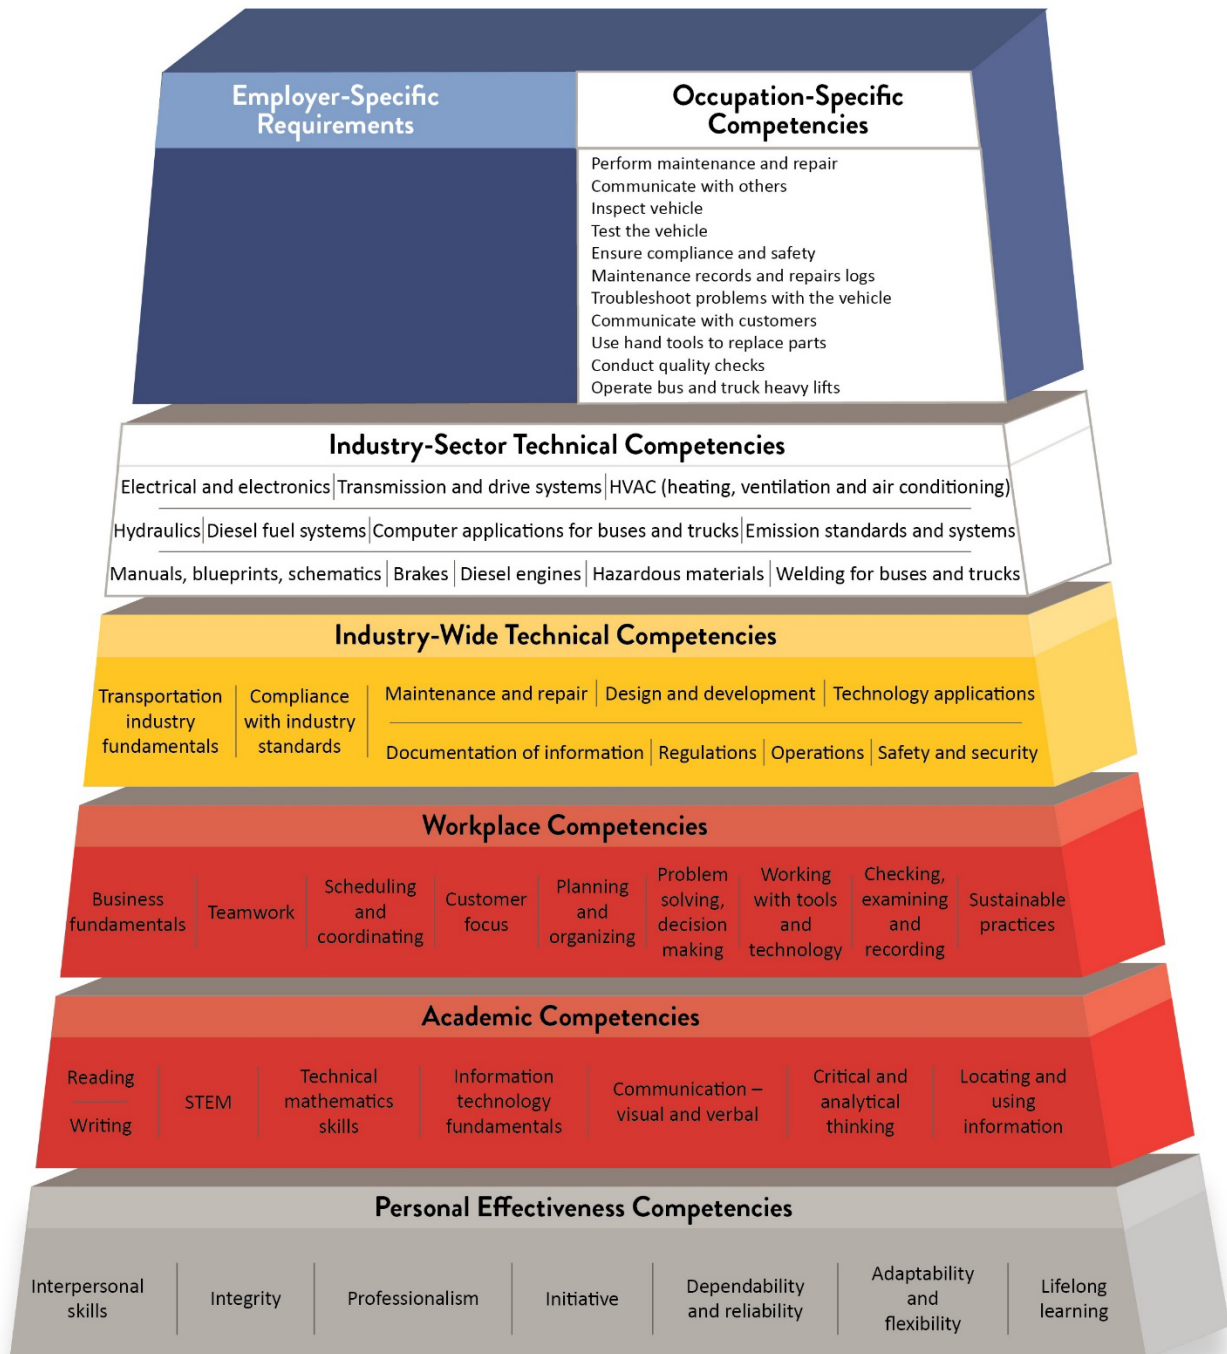 Employer-Specific
Requirements
Occupation-Specific
Competencies
Perform maintenance and repair
Communicate with others
Inspect vehicle
Test the vehicle
Ensure compliance and safety
Maintenance records and repairs logs
Troubleshoot problems with the vehicle
Communicate with customers
Use hand tools to replace parts
Conduct quality checks
Operate bus and truck heavy lifts
Industry-Sector Technical Competencies
Electrical and electronics
Transmission and drive systems
HVAC (heating, ventilation and air conditioning)
Hydraulics
Diesel fuel systems
Computer applications for buses and trucks
Emission standards and systems
Manuals, blueprints, schematics
Brakes
Diesel engines
Hazardous materials
Welding for buses and trucks
Industry-Wide Technical Competencies
Transportation
industry
fundamentals
Compliance
with industry
standards
Maintenance and repair
Design and development
Technology applications
Documentation of information
Regulations
Operations
Safety and security
Workplace Competencies
Business
fundamentals
Teamwork
Scheduling
and
coordinating
Customer
focus
Planning
and
organizing
Problem
solving,
decision
making
Working
with tools
and
technology
Checking,
examining
and
recording
Sustainable
practices
Academic Competencies
Reading
Writing
STEM
Technical
mathematics
skills
Information
technology
fundamentals
Communication –
visual and verbal
Critical and
analytical
thinking
Locating and
using
information
Personal Effectiveness Competencies
Interpersonal
skills
Integrity
Professionalism
Initiative
Dependability
and reliability
Adaptability
and
flexibility
Lifelong
learning